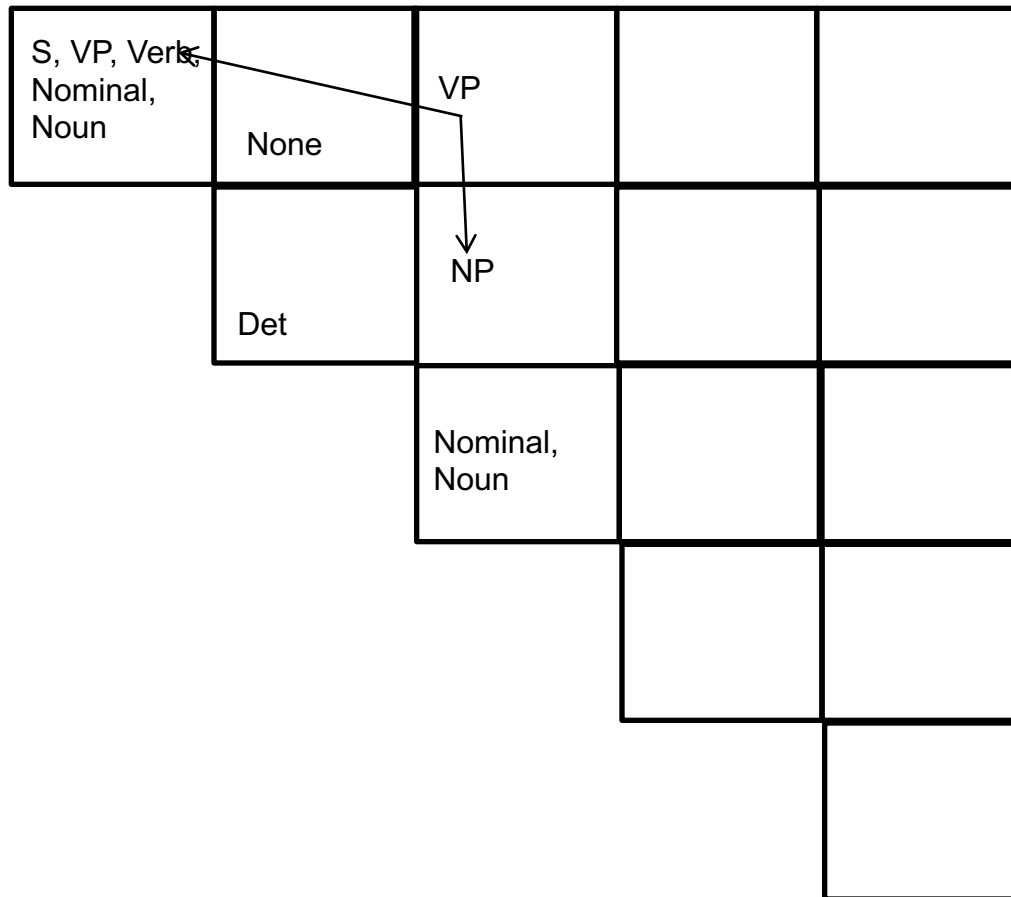 S, VP, Verb,
Nominal,
Noun
None
VP
Det
NP
Nominal,
Noun